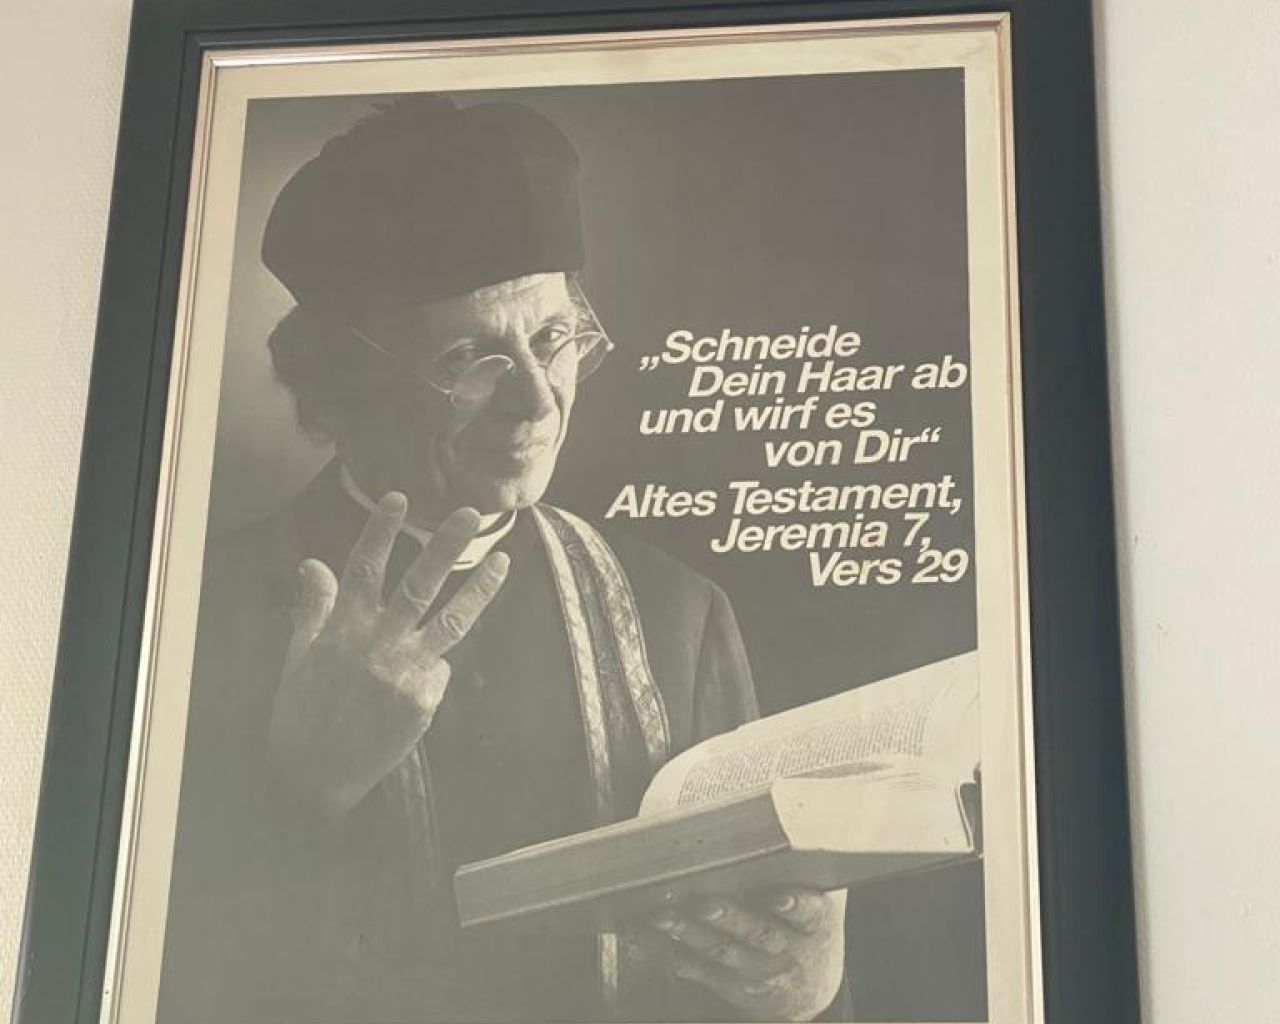 „Schneide
Dein Haar ab
und wirf es
von Dir“
Altes Testament,
Jeremia 7,
Vers 29